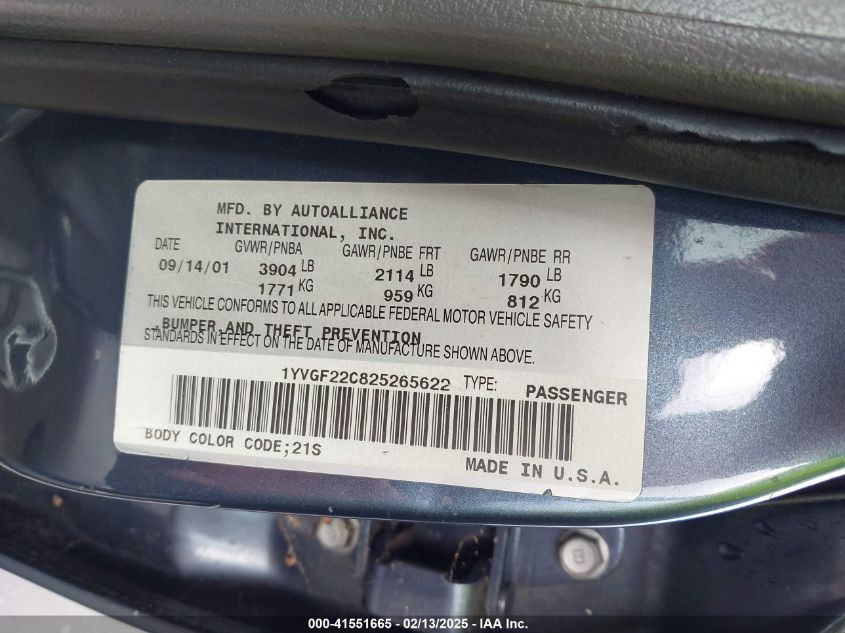 MFD. BY AUTOALLIANCE
INTERNATIONAL, INC.
DATE GVWR/PNBA GAWR/PNBE FRT GAWR/PNBE RR
09/14/01 3904 LB 2114 LB 1790 LB
1771 KG 959 KG 812 KG
THIS VEHICLE CONFORMS TO ALL APPLICABLE FEDERAL MOTOR VEHICLE SAFETY
,BUMPER,AND THEFT PREVENTION
STANDARDS IN EFFECT ON THE DATE OF MANUFACTURE SHOWN ABOVE.
1YVGF22C825265622 TYPE: PASSENGER
BODY COLOR CODE;21S
MADE IN U.S.A.
8
000-41551665 - 02/13/2025 - IAA Inc.